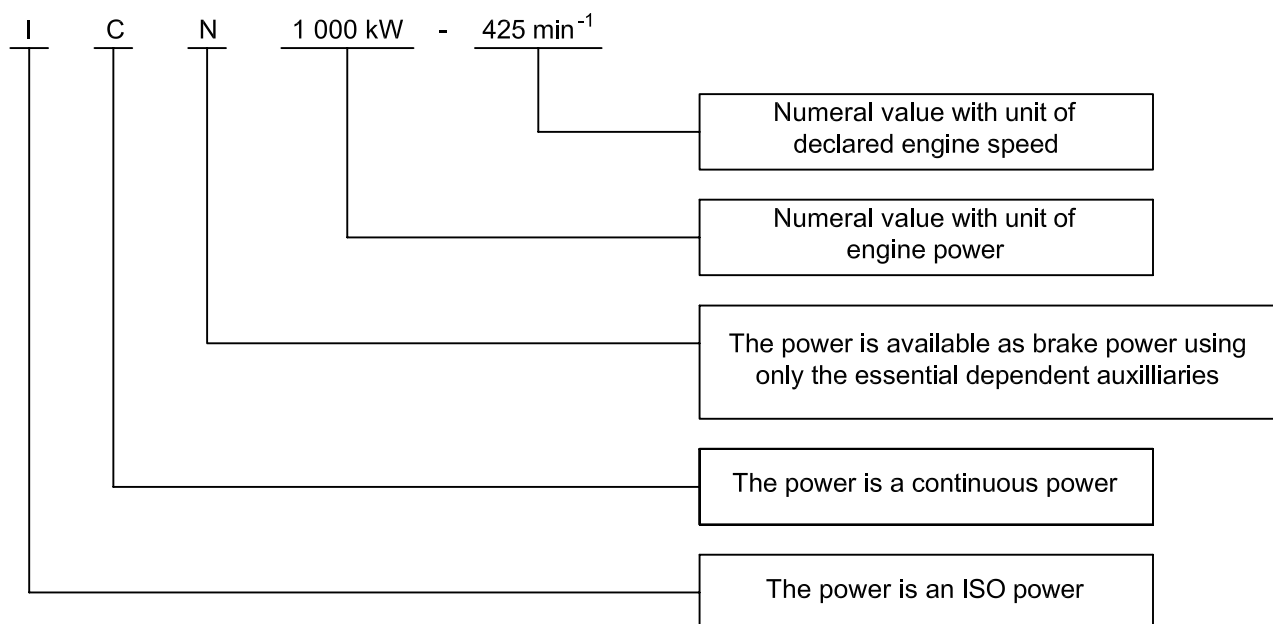 I C N 1 000 kW - 425 min⁻¹
Numeral value with unit of
declared engine speed
Numeral value with unit of
engine power
The power is available as brake power using
only the essential dependent auxilliaries
The power is a continuous power
The power is an ISO power